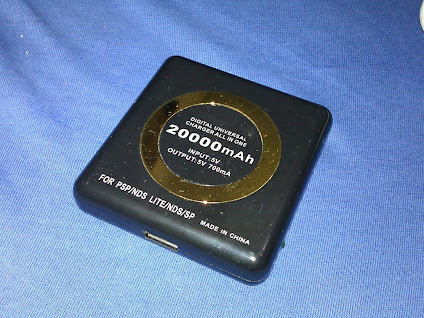 DIGITAL UNIVERSAL
CHARGER ALL IN ONE
20000mAh
INPUT:5V
OUTPUT:5V 700mA
FOR PSP/NDS LITE/NDS/SP
MADE IN CHINA